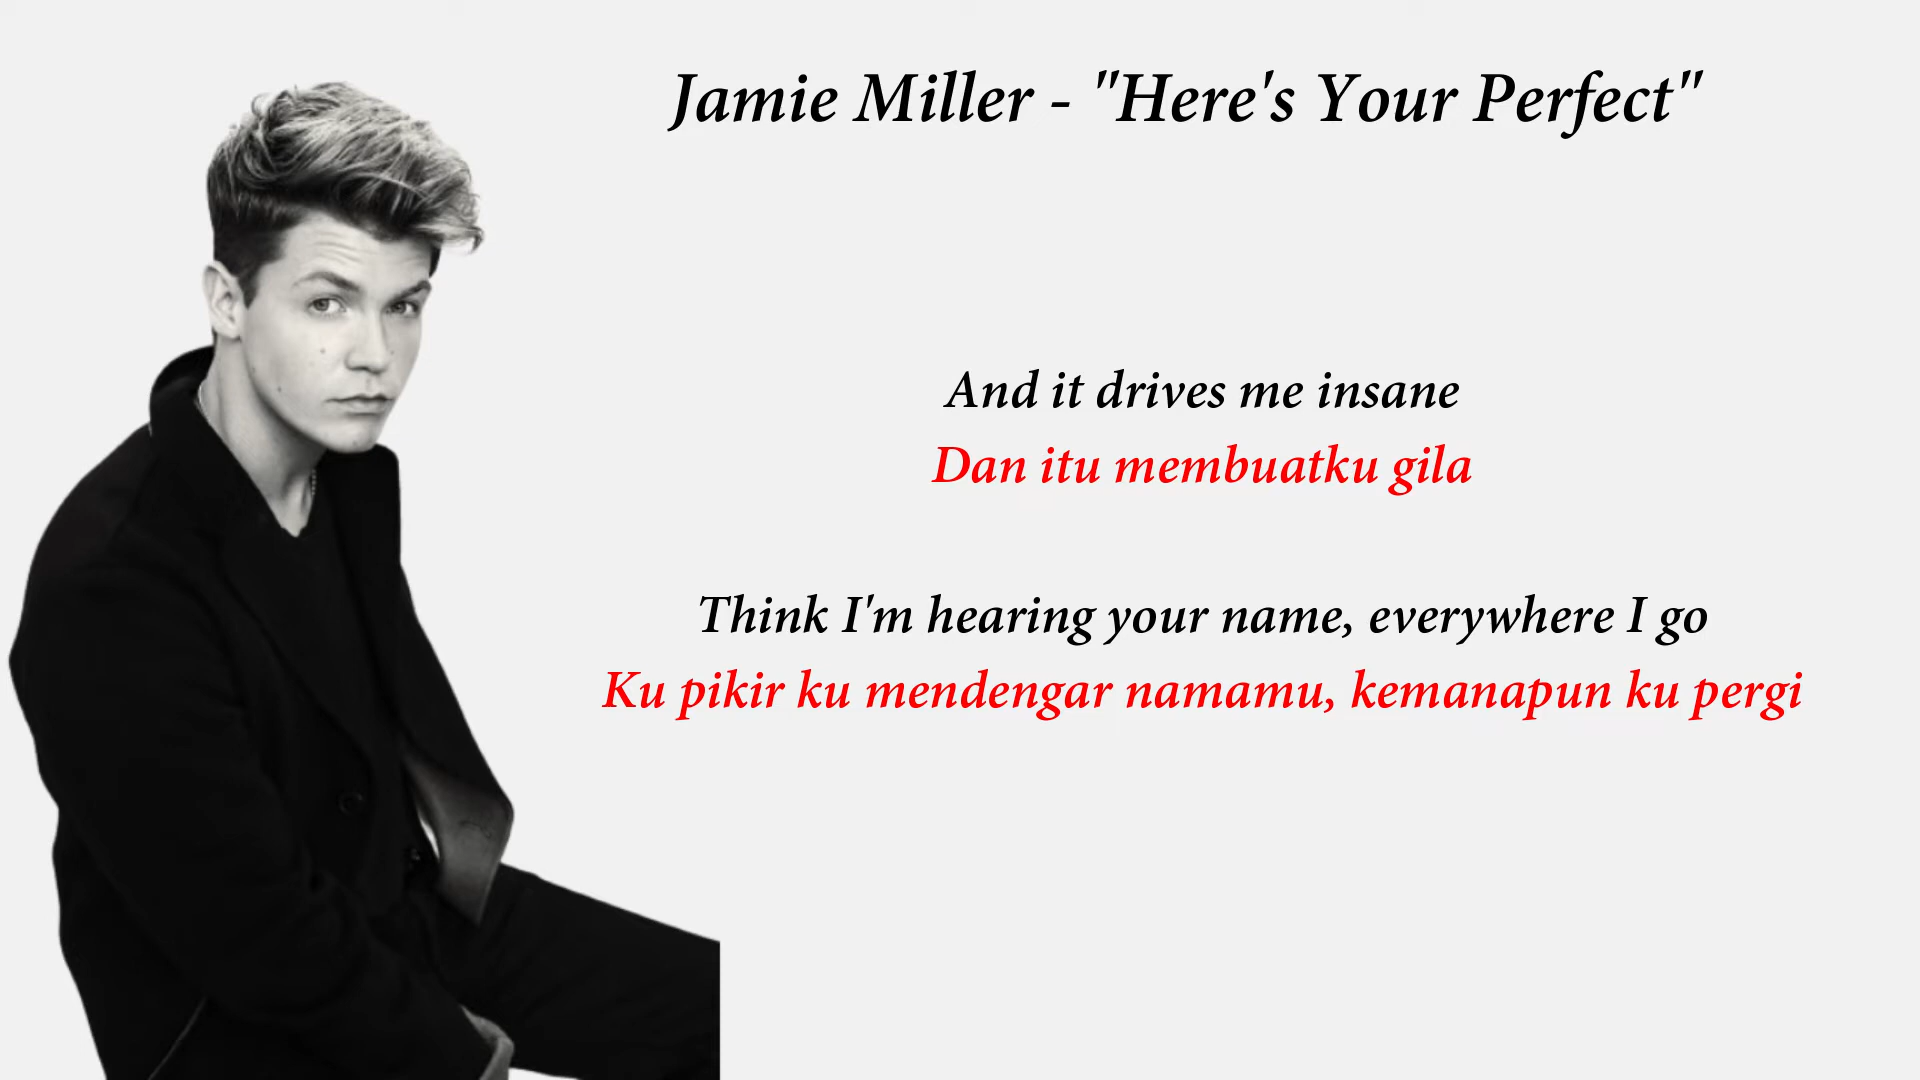 Jamie Miller - "Here's Your Perfect"
And it drives me insane
Dan itu membuatku gila
Think I'm hearing your name, everywhere I go
Ku pikir ku mendengar namamu, kemanapun ku pergi